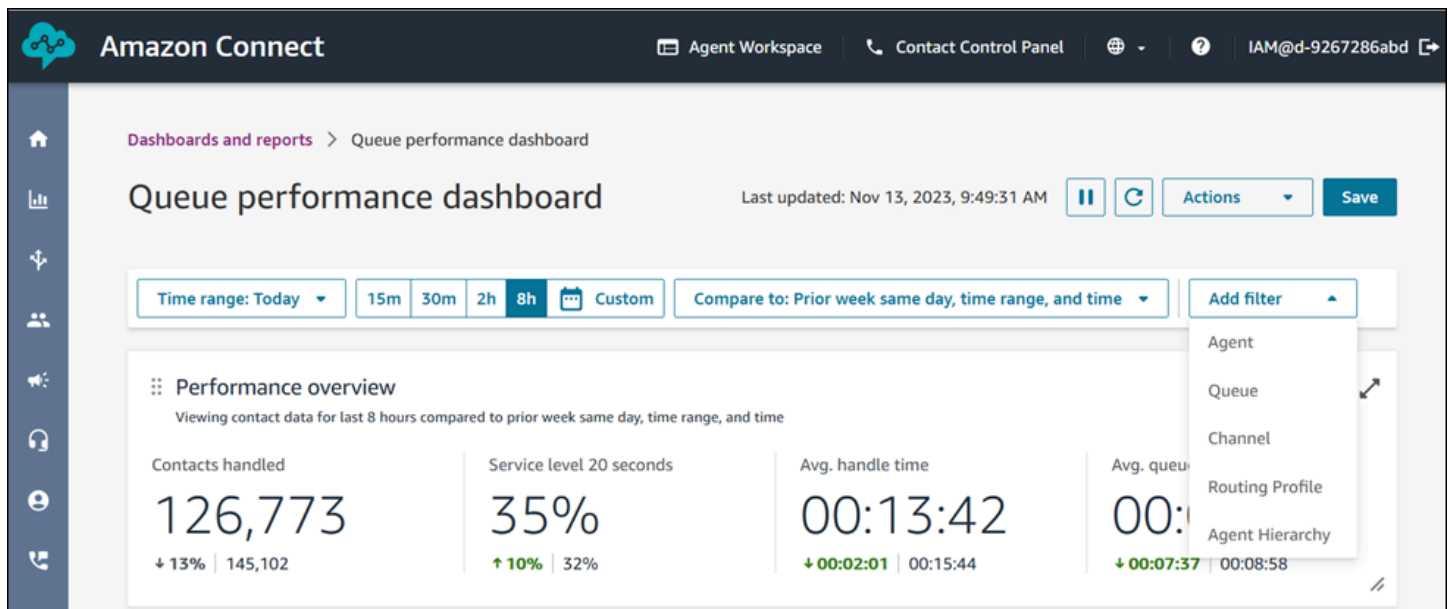 Amazon Connect
Agent Workspace
Contact Control Panel
IAM@d-9267286abd
Dashboards and reports > Queue performance dashboard
Queue performance dashboard
Last updated: Nov 13, 2023, 9:49:31 AM
Actions
Save
Time range: Today
15m 30m 2h 8h Custom
Compare to: Prior week same day, time range, and time
Add filter
Agent
Queue
Channel
Routing Profile
Agent Hierarchy
Performance overview
Viewing contact data for last 8 hours compared to prior week same day, time range, and time
Contacts handled
126,773
↓13% | 145,102
Service level 20 seconds
35%
↑10% | 32%
Avg. handle time
00:13:42
↓00:02:01 | 00:15:44
Avg.
00:
↓00:07:37 | 00:08:58